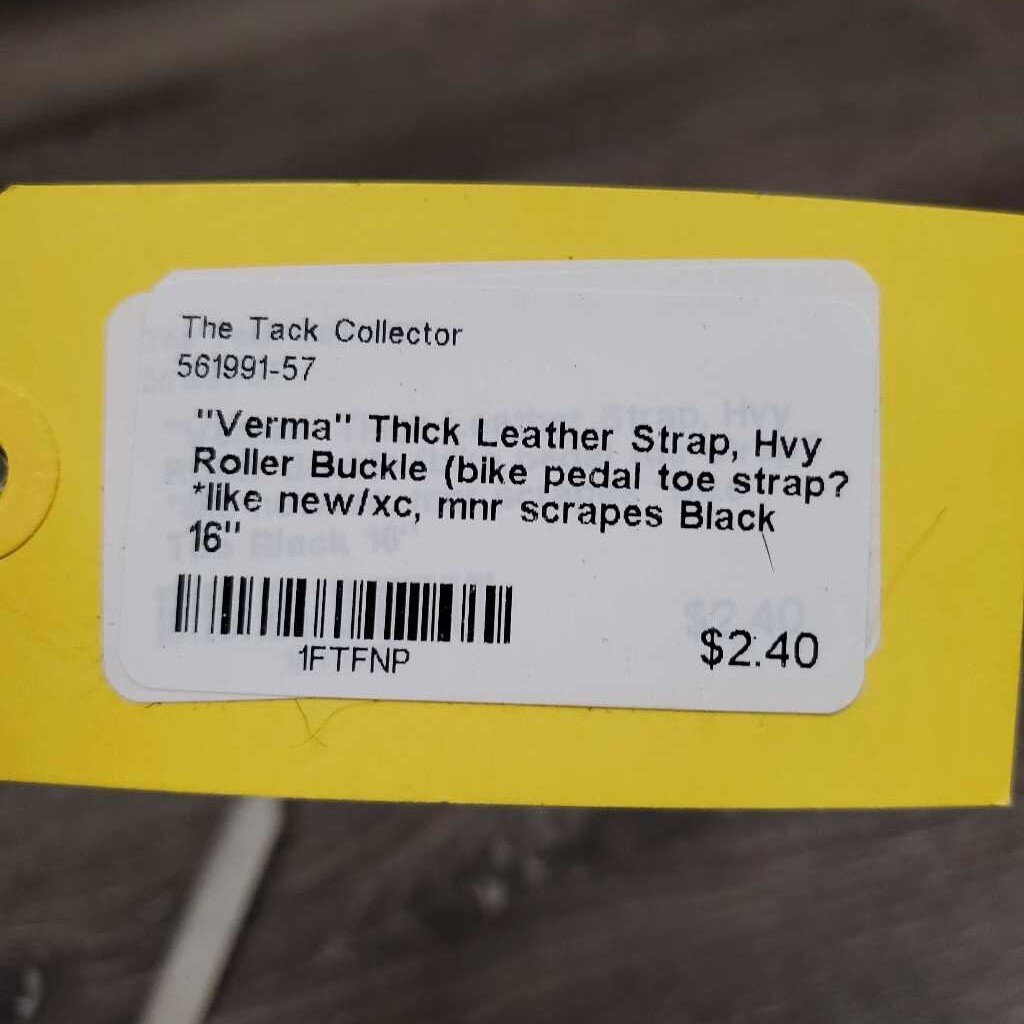 The Tack Collector
561991-57
"Verma" Thick Leather Strap, Hvy
Roller Buckle (bike pedal toe strap?
*like new/xc, mnr scrapes Black
16"
1FTFNP
$2.40